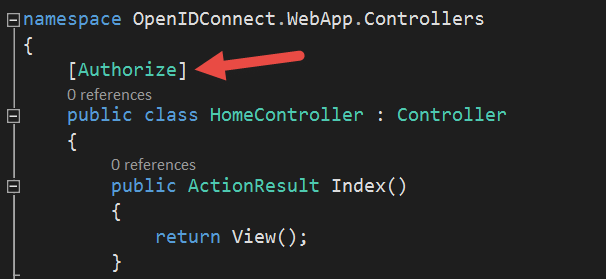 namespace OpenIDConnect.WebApp.Controllers
{
[Authorize]
0 references
public class HomeController : Controller
{
0 references
public ActionResult Index()
{
return View();
}